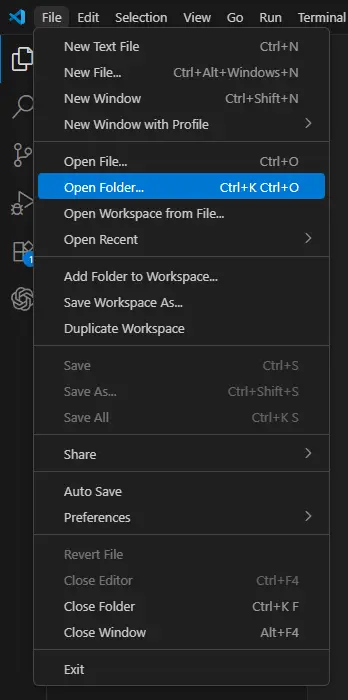 File Edit Selection View Go Run Terminal
New Text File Ctrl+N
New File... Ctrl+Alt+Windows+N
New Window Ctrl+Shift+N
New Window with Profile
Open File... Ctrl+O
Open Folder... Ctrl+K Ctrl+O
Open Workspace from File...
Open Recent
Add Folder to Workspace...
Save Workspace As...
Duplicate Workspace
Save Ctrl+S
Save As... Ctrl+Shift+S
Save All Ctrl+K S
Share
Auto Save
Preferences
Revert File
Close Editor Ctrl+F4
Close Folder Ctrl+K F
Close Window Alt+F4
Exit
1